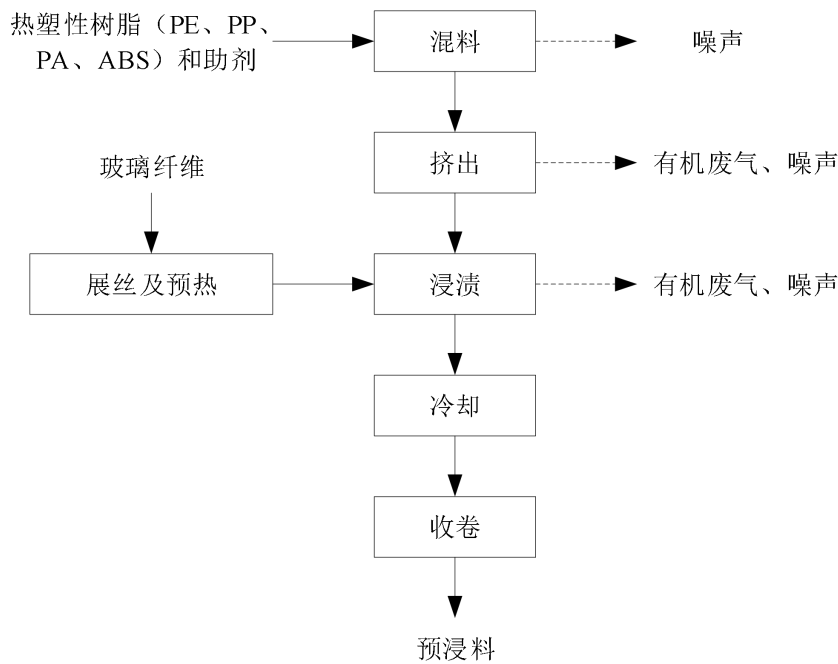 热塑性树脂（PE、PP、
PA、ABS）和助剂
混料
噪声
挤出
有机废气、噪声
玻璃纤维
展丝及预热
浸渍
有机废气、噪声
冷却
收卷
预浸料